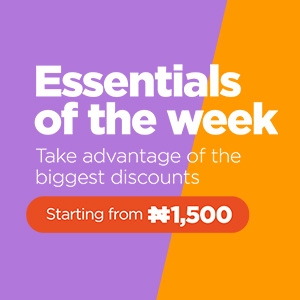 Essentials
of the week
Take advantage of the
biggest discounts
Starting from ₦1,500